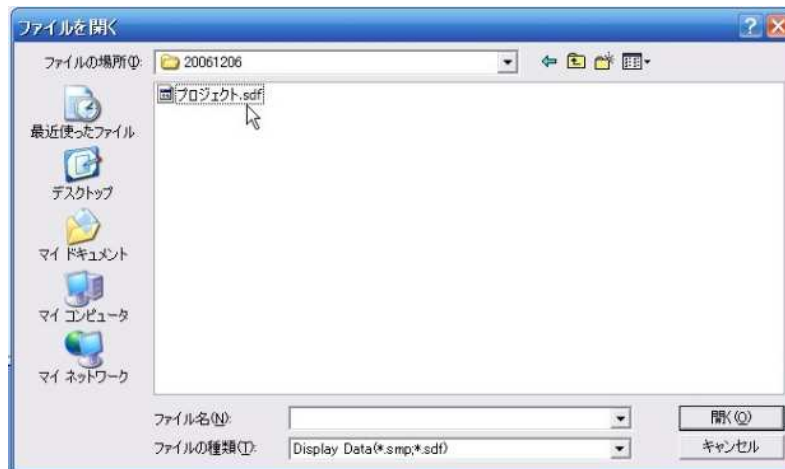 ファイルを開く
ファイルの場所(I):
20061206
プロジェクト.sdf
最近使ったファイル
デスクトップ
マイ ドキュメント
マイ コンピュータ
マイ ネットワーク
ファイル名(N):
開く(O)
ファイルの種類(T):
Display Data(*.smp;*.sdf)
キャンセル